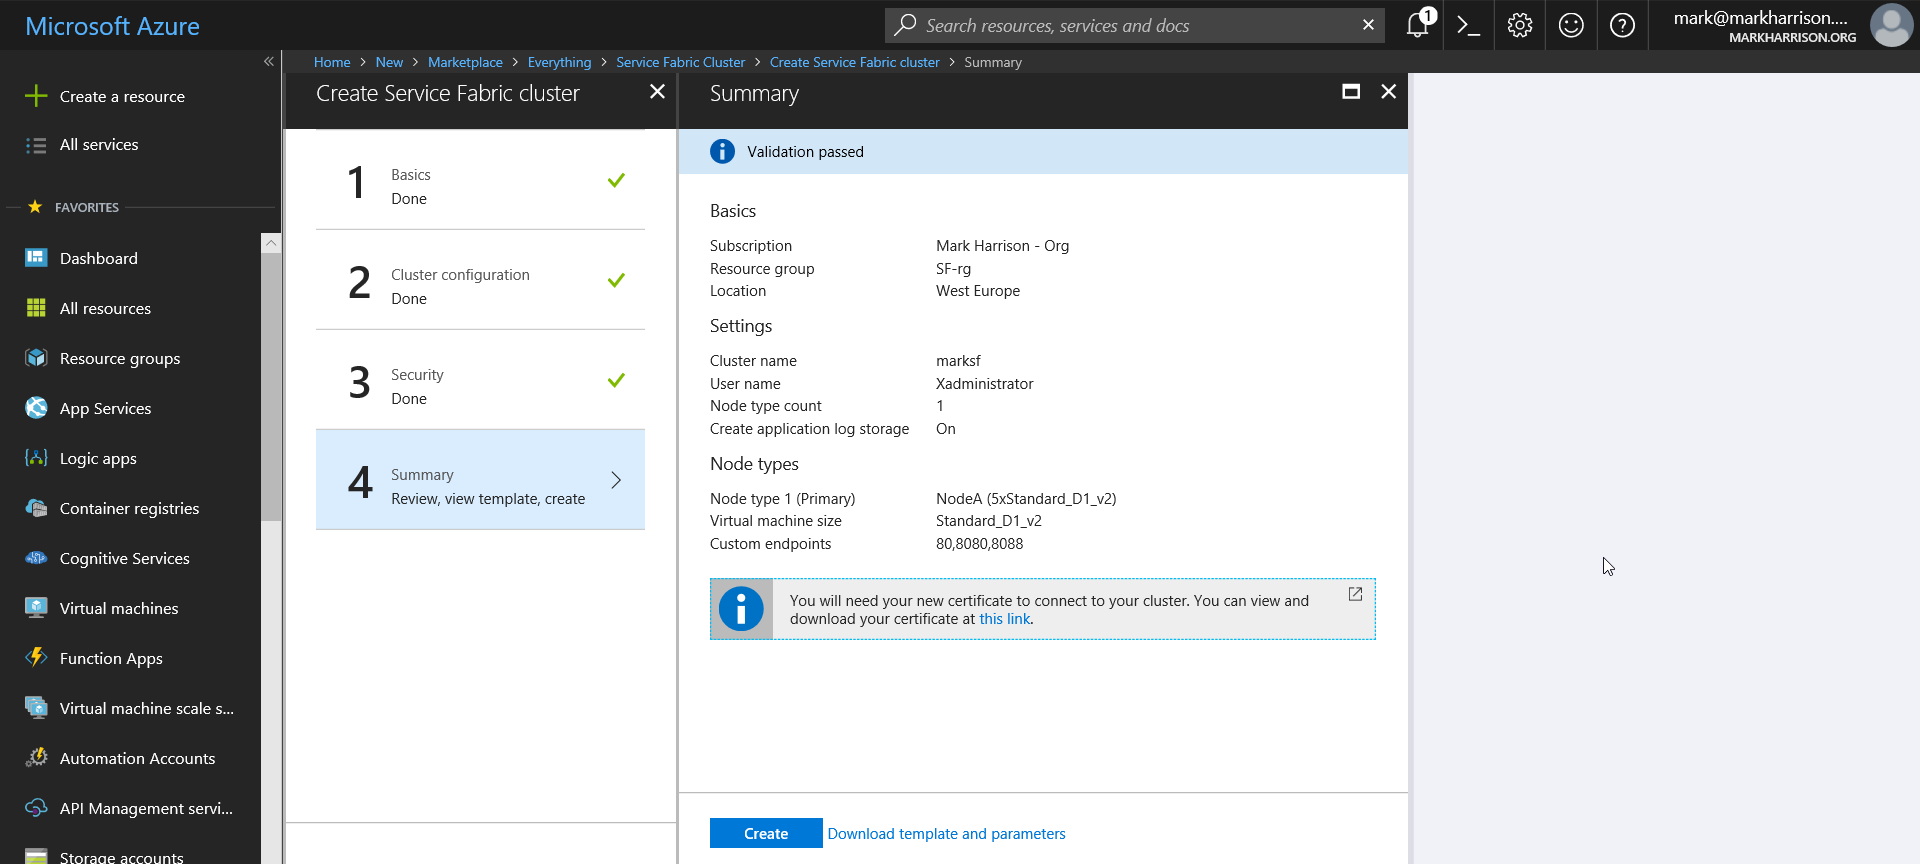 Microsoft Azure
Search resources, services and docs
1
mark@markharrison....
MARKHARRISON.ORG
Home > New > Marketplace > Everything > Service Fabric Cluster > Create Service Fabric cluster > Summary
Create a resource
All services
FAVORITES
Dashboard
All resources
Resource groups
App Services
Logic apps
Container registries
Cognitive Services
Virtual machines
Function Apps
Virtual machine scale s...
Automation Accounts
API Management servi...
Storage accounts
Create Service Fabric cluster
1 Basics
Done
2 Cluster configuration
Done
3 Security
Done
4 Summary
Review, view template, create
Summary
Validation passed
Basics
Subscription Mark Harrison - Org
Resource group SF-rg
Location West Europe
Settings
Cluster name marksf
User name Xadministrator
Node type count 1
Create application log storage On
Node types
Node type 1 (Primary) NodeA (5xStandard_D1_v2)
Virtual machine size Standard_D1_v2
Custom endpoints 80,8080,8088
You will need your new certificate to connect to your cluster. You can view and
download your certificate at this link.
Create Download template and parameters